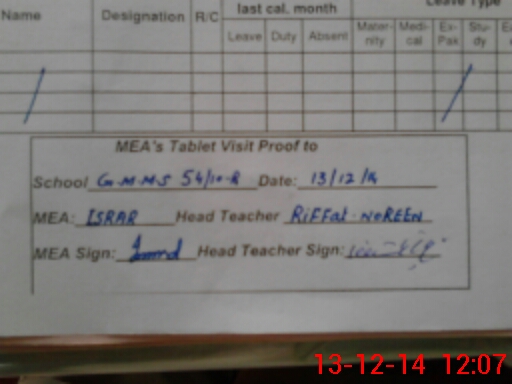 Name Designation R/C last cal. month Leave Type
Leave Duty Absent Mater-nity Medi-cal Ex-Pak Stu-dy
MEA's Tablet Visit Proof to
School G.M.M.S 54/10-R Date: 13/12/14
MEA: ISRAR Head Teacher RiFFat NOREEN
MEA Sign: Head Teacher Sign:
13-12-14 12:07